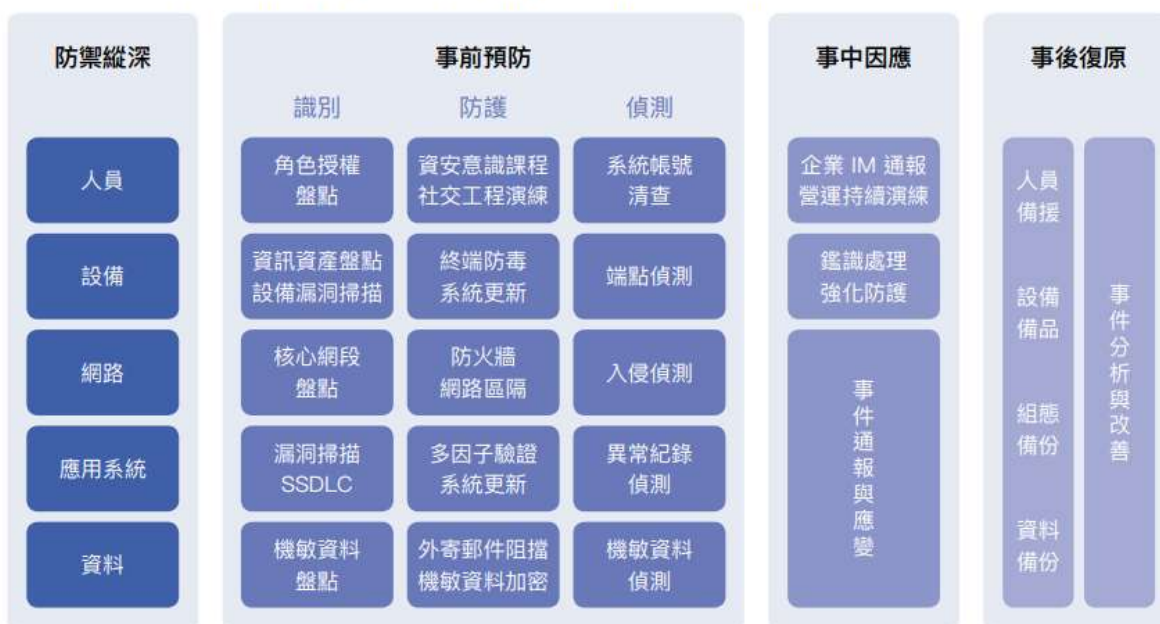 防禦縱深
事前預防
事中因應
事後復原
識別
防護
偵測
人員
角色授權
盤點
資安意識課程
社交工程演練
系統帳號
清查
企業 IM 通報
營運持續演練
設備
資訊資產盤點
設備漏洞掃描
終端防毒
系統更新
端點偵測
鑑識處理
強化防護
網路
核心網段
盤點
防火牆
網路區隔
入侵偵測
事件通報與應變
應用系統
漏洞掃描
SSDLC
多因子驗證
系統更新
異常紀錄
偵測
資料
機敏資料
盤點
外寄郵件阻擋
機敏資料加密
機敏資料
偵測
人員
備援
設備
備品
組態
備份
資料
備份
事件分析與改善